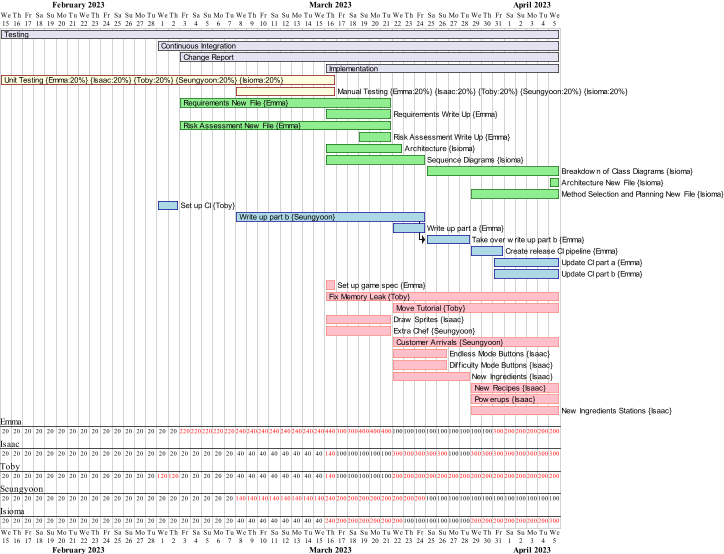 February 2023 March 2023 April 2023
We Th Fr Sa Su Mo Tu We Th Fr Sa Su Mo Tu We Th Fr Sa Su Mo Tu We Th Fr Sa Su Mo Tu We Th Fr Sa Su Mo Tu We Th Fr Sa Su Mo Tu We Th Fr Sa Su Mo Tu We
15 16 17 18 19 20 21 22 23 24 25 26 27 28 1 2 3 4 5 6 7 8 9 10 11 12 13 14 15 16 17 18 19 20 21 22 23 24 25 26 27 28 29 30 31 1 2 3 4 5
Testing
Continuous Integration
Change Report
Implementation
Unit Testing {Emma:20%} {Isaac:20%} {Toby:20%} {Seungyoon:20%} {Isioma:20%}
Manual Testing {Emma:20%} {Isaac:20%} {Toby:20%} {Seungyoon:20%} {Isioma:20%}
Requirements New File {Emma}
Requirements Write Up {Emma}
Risk Assessment New File {Emma}
Risk Assessment Write Up {Emma}
Architecture {Isioma}
Sequence Diagrams {Isioma}
Breakdown of Class Diagrams {Isioma}
Architecture New File {Isioma}
Method Selection and Planning New File {Isioma}
Set up CI {Toby}
Write up part b {Seungyoon}
Write up part a {Emma}
Take over write up part b {Emma}
Create release CI pipeline {Emma}
Update CI part a {Emma}
Update CI part b {Emma}
Set up game spec {Emma}
Fix Memory Leak {Toby}
Move Tutorial {Toby}
Draw Sprites {Isaac}
Extra Chef {Seungyoon}
Customer Arrivals {Seungyoon}
Endless Mode Buttons {Isaac}
Difficulty Mode Buttons {Isaac}
New Ingredients {Isaac}
New Recipes {Isaac}
Powerups {Isaac}
New Ingredients Stations {Isaac}
Emma
20 20 20 20 20 20 20 20 20 20 20 20 20 20 20 20 220 220 220 220 220 240 240 240 240 240 240 240 240 440 300 300 400 400 400 100 100 100 100 100 100 100 100 100 300 200 200 200 200 200
Isaac
20 20 20 20 20 20 20 20 20 20 20 20 20 20 20 20 20 20 20 20 20 40 40 40 40 40 40 40 40 140 100 100 100 100 100 300 300 300 300 300 100 100 300 300 300 300 300 300 300 300
Toby
20 20 20 20 20 20 20 20 20 20 20 20 20 20 120 120 20 20 20 20 20 40 40 40 40 40 40 40 40 140 100 100 100 100 100 200 200 200 200 200 200 200 200 200 200 200 200 200 200 200
Seungyoon
20 20 20 20 20 20 20 20 20 20 20 20 20 20 20 20 20 20 20 20 20 140 140 140 140 140 140 140 140 240 200 200 200 200 200 200 200 200 100 100 100 100 100 100 100 100 100 100 100 100
Isioma
20 20 20 20 20 20 20 20 20 20 20 20 20 20 20 20 20 20 20 20 20 40 40 40 40 40 40 40 40 240 200 200 200 200 200 200 100 100 100 100 100 100 200 200 200 200 200 200 200 300
We Th Fr Sa Su Mo Tu We Th Fr Sa Su Mo Tu We Th Fr Sa Su Mo Tu We Th Fr Sa Su Mo Tu We Th Fr Sa Su Mo Tu We Th Fr Sa Su Mo Tu We Th Fr Sa Su Mo Tu We
15 16 17 18 19 20 21 22 23 24 25 26 27 28 1 2 3 4 5 6 7 8 9 10 11 12 13 14 15 16 17 18 19 20 21 22 23 24 25 26 27 28 29 30 31 1 2 3 4 5
February 2023 March 2023 April 2023